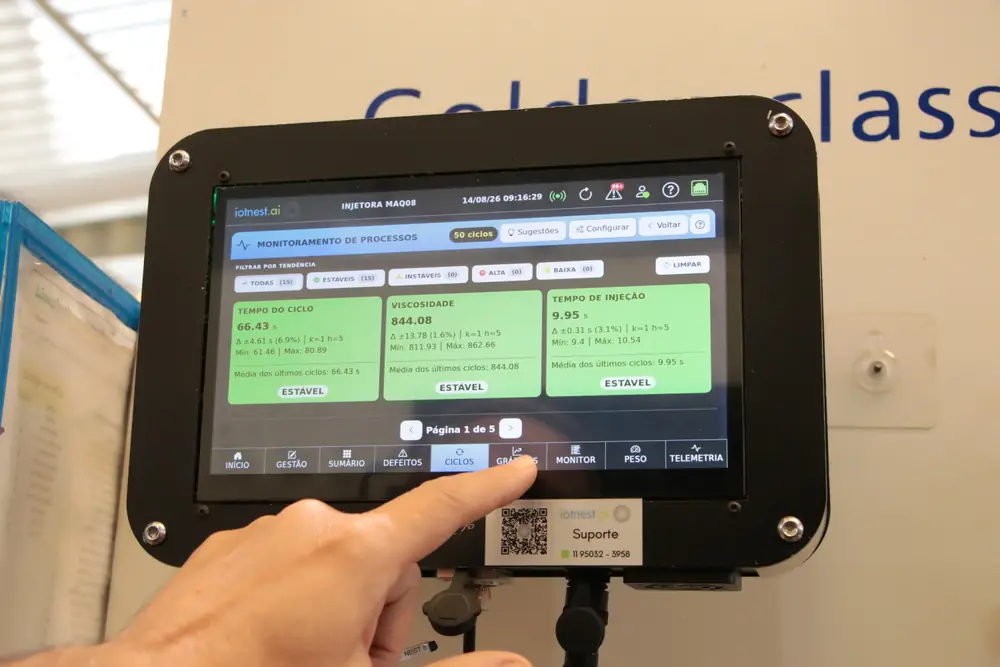 Golden class
iotnest.ai INJETORA MAQ08 14/08/26 09:16:29 99+
MONITORAMENTO DE PROCESSOS 50 ciclos Sugestões Configurar Voltar
FILTRAR POR TENDÊNCIA
TODAS (15) ESTÁVEIS (15) INSTÁVEIS (0) ALTA (0) BAIXA (0) LIMPAR
TEMPO DO CICLO
66.43 s
Δ ±4.61 s (6.9%) | k=1 h=5
Mín: 61.46 | Máx: 80.89
Média dos últimos ciclos: 66.43 s
ESTÁVEL
VISCOSIDADE
844.08
Δ ±13.78 (1.6%) | k=1 h=5
Mín: 811.93 | Máx: 862.66
Média dos últimos ciclos: 844.08
ESTÁVEL
TEMPO DE INJEÇÃO
9.95 s
Δ ±0.31 s (3.1%) | k=1 h=5
Mín: 9.4 | Máx: 10.54
Média dos últimos ciclos: 9.95 s
ESTÁVEL
Página 1 de 5
INÍCIO GESTÃO SUMÁRIO DEFEITOS CICLOS GRÁFICOS MONITOR PESO TELEMETRIA
iotnest.ai
Suporte
11 95032 - 3958